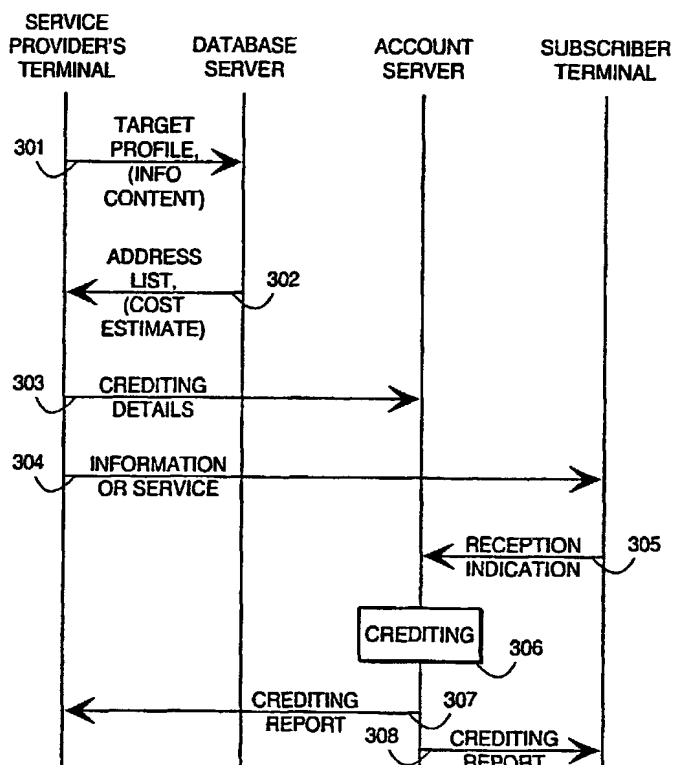 SERVICE
PROVIDER'S
TERMINAL
DATABASE
SERVER
ACCOUNT
SERVER
SUBSCRIBER
TERMINAL
301
TARGET
PROFILE,
(INFO
CONTENT)
ADDRESS
LIST,
(COST
ESTIMATE)
302
303
CREDITING
DETAILS
304
INFORMATION
OR SERVICE
RECEPTION
INDICATION
305
CREDITING
306
CREDITING
REPORT
307
308
CREDITING
REPORT